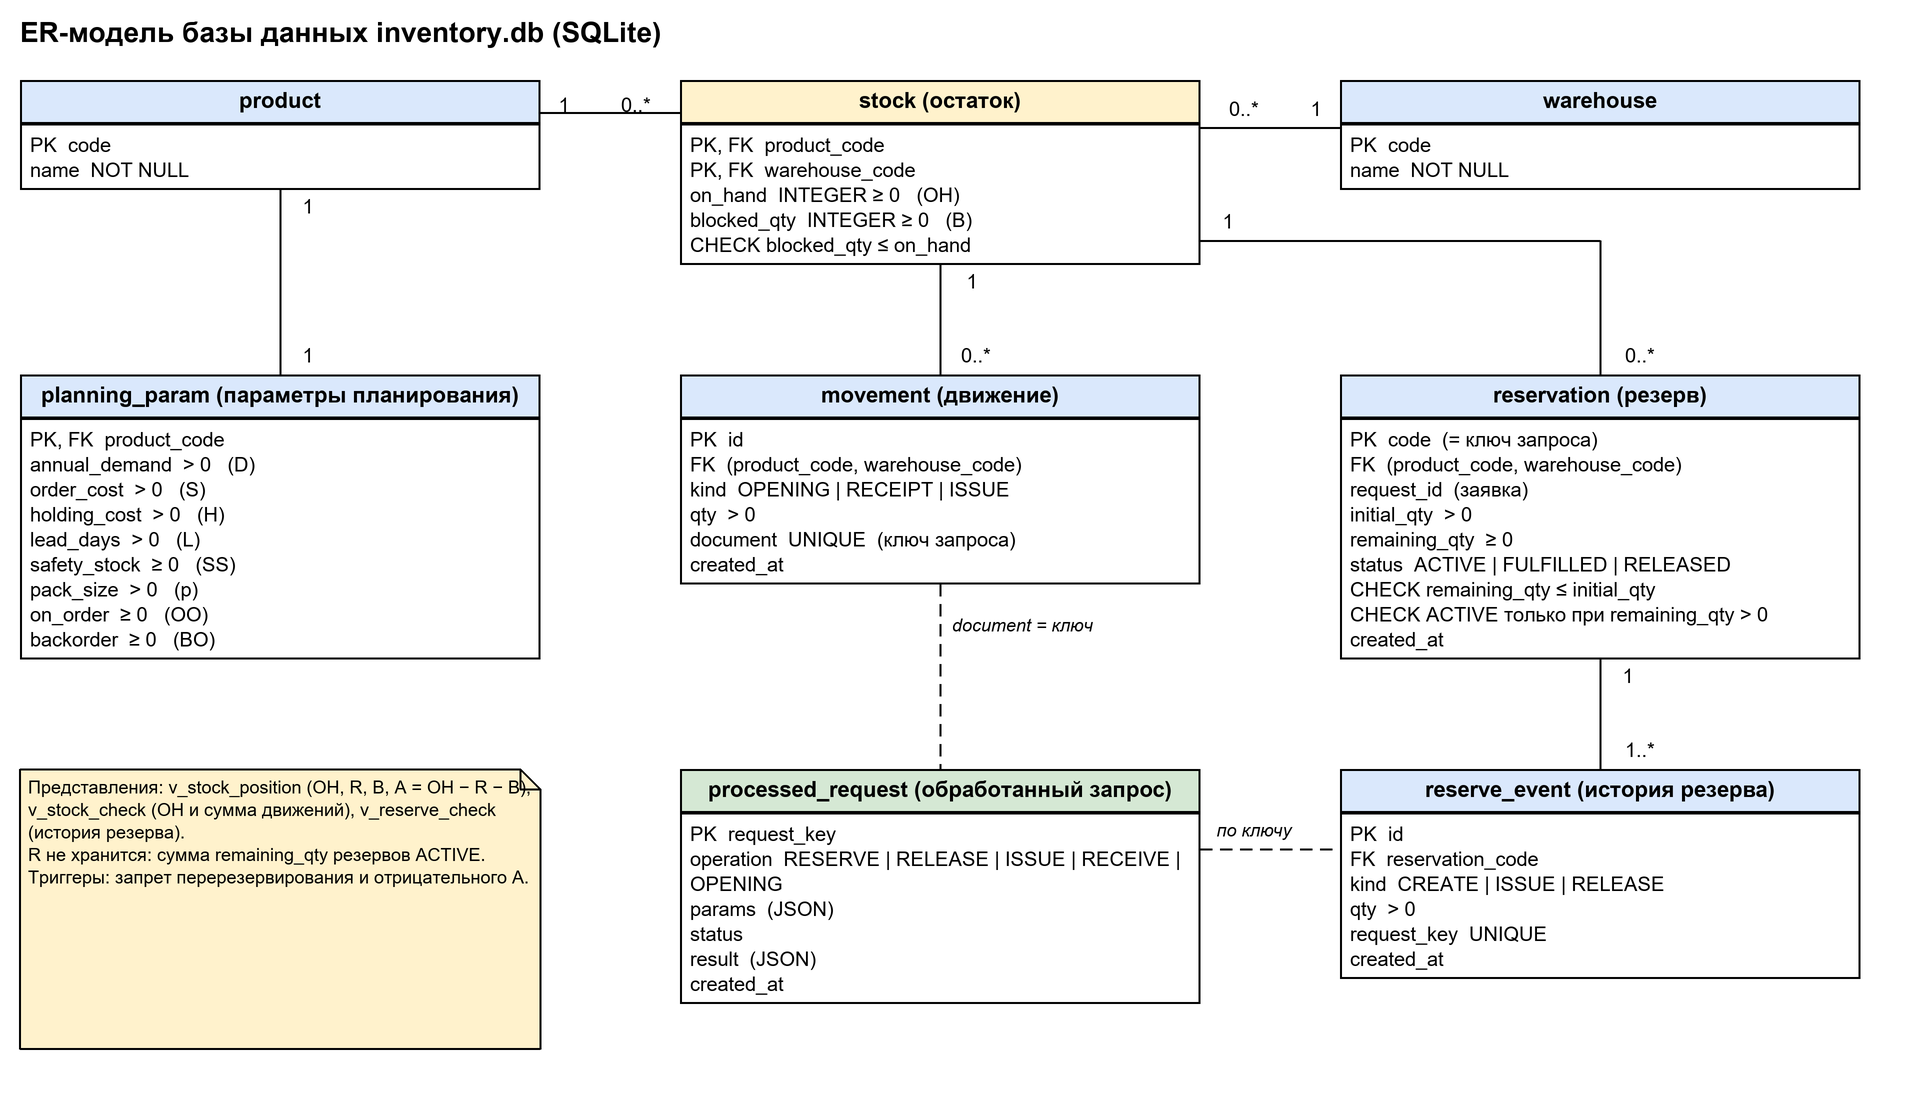 ER-модель базы данных inventory.db (SQLite)
product
PK  code
name  NOT NULL
1
0..*
stock (остаток)
PK, FK  product_code
PK, FK  warehouse_code
on_hand  INTEGER ≥ 0   (OH)
blocked_qty  INTEGER ≥ 0   (B)
CHECK blocked_qty ≤ on_hand
0..*
1
warehouse
PK  code
name  NOT NULL
1
1
1
0..*
1
0..*
planning_param (параметры планирования)
PK, FK  product_code
annual_demand  > 0   (D)
order_cost  > 0   (S)
holding_cost  > 0   (H)
lead_days  > 0   (L)
safety_stock  ≥ 0   (SS)
pack_size  > 0   (p)
on_order  ≥ 0   (OO)
backorder  ≥ 0   (BO)
movement (движение)
PK  id
FK  (product_code, warehouse_code)
kind  OPENING | RECEIPT | ISSUE
qty  > 0
document  UNIQUE  (ключ запроса)
created_at
reservation (резерв)
PK  code  (= ключ запроса)
FK  (product_code, warehouse_code)
request_id  (заявка)
initial_qty  > 0
remaining_qty  ≥ 0
status  ACTIVE | FULFILLED | RELEASED
CHECK remaining_qty ≤ initial_qty
CHECK ACTIVE только при remaining_qty > 0
created_at
document = ключ
1
1..*
Представления: v_stock_position (OH, R, B, A = OH − R − B),
v_stock_check (OH и сумма движений), v_reserve_check
(история резерва).
R не хранится: сумма remaining_qty резервов ACTIVE.
Триггеры: запрет перерезервирования и отрицательного A.
processed_request (обработанный запрос)
PK  request_key
operation  RESERVE | RELEASE | ISSUE | RECEIVE |
OPENING
params  (JSON)
status
result  (JSON)
created_at
по ключу
reserve_event (история резерва)
PK  id
FK  reservation_code
kind  CREATE | ISSUE | RELEASE
qty  > 0
request_key  UNIQUE
created_at